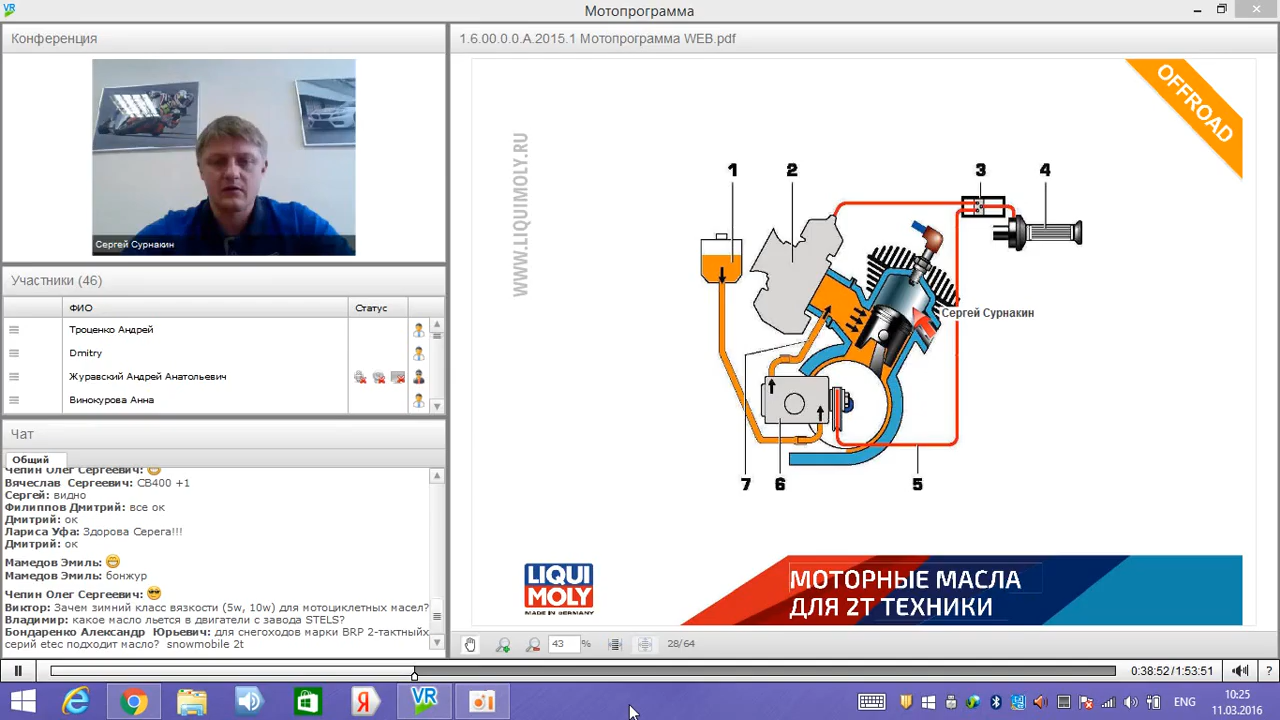 Мотопрограмма
Конференция
1.6.00.0.0.A.2015.1 Мотопрограмма WEB.pdf
Сергей Сурнакин
Участники (46)
ФИО
Статус
Троценко Андрей
Dmitry
Журавский Андрей Анатольевич
Винокурова Анна
Чат
Общий
Чепин Олег Сергеевич:
Вячеслав Сергеевич: CB400 +1
Сергей: видно
Филиппов Дмитрий: все ок
Дмитрий: ок
Лариса Уфа: Здорова Серега!!!
Дмитрий: ок
Мамедов Эмиль:
Мамедов Эмиль: бонжур
Чепин Олег Сергеевич:
Виктор: Зачем зимний класс вязкости (5w, 10w) для мотоциклетных масел?
Владимир: какое масло льется в двигатели с завода STELS?
Бондаренко Александр Юрьевич: для снегоходов марки BRP 2-тактныйх
серий etec подходит масло? snowmobile 2t
OFFROAD
WWW.LIQUIMOLY.RU
1 2 3 4
Сергей Сурнакин
7 6 5
LIQUI
MOLY
MADE IN GERMANY
МОТОРНЫЕ МАСЛА
ДЛЯ 2Т ТЕХНИКИ
43 %
28/64
0:38:52/1:53:51
?
VR
Я
ENG
10:25
11.03.2016